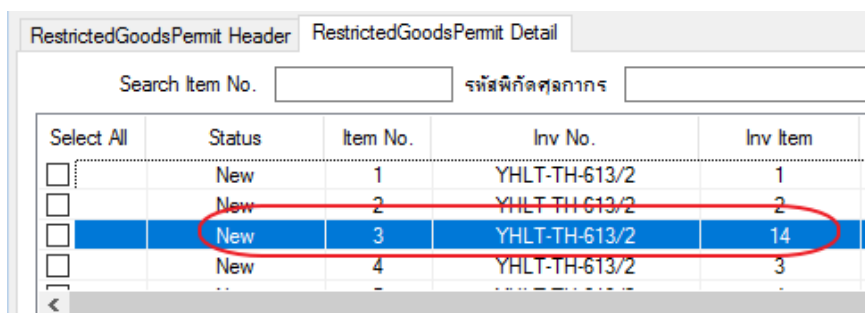 RestrictedGoodsPermit Header RestrictedGoodsPermit Detail
Search Item No. รหัสพิกัดศุลกากร
Select All Status Item No. Inv No. Inv Item
New 1 YHLT-TH-613/2 1
New 2 YHLT-TH-613/2 2
New 3 YHLT-TH-613/2 14
New 4 YHLT-TH-613/2 3